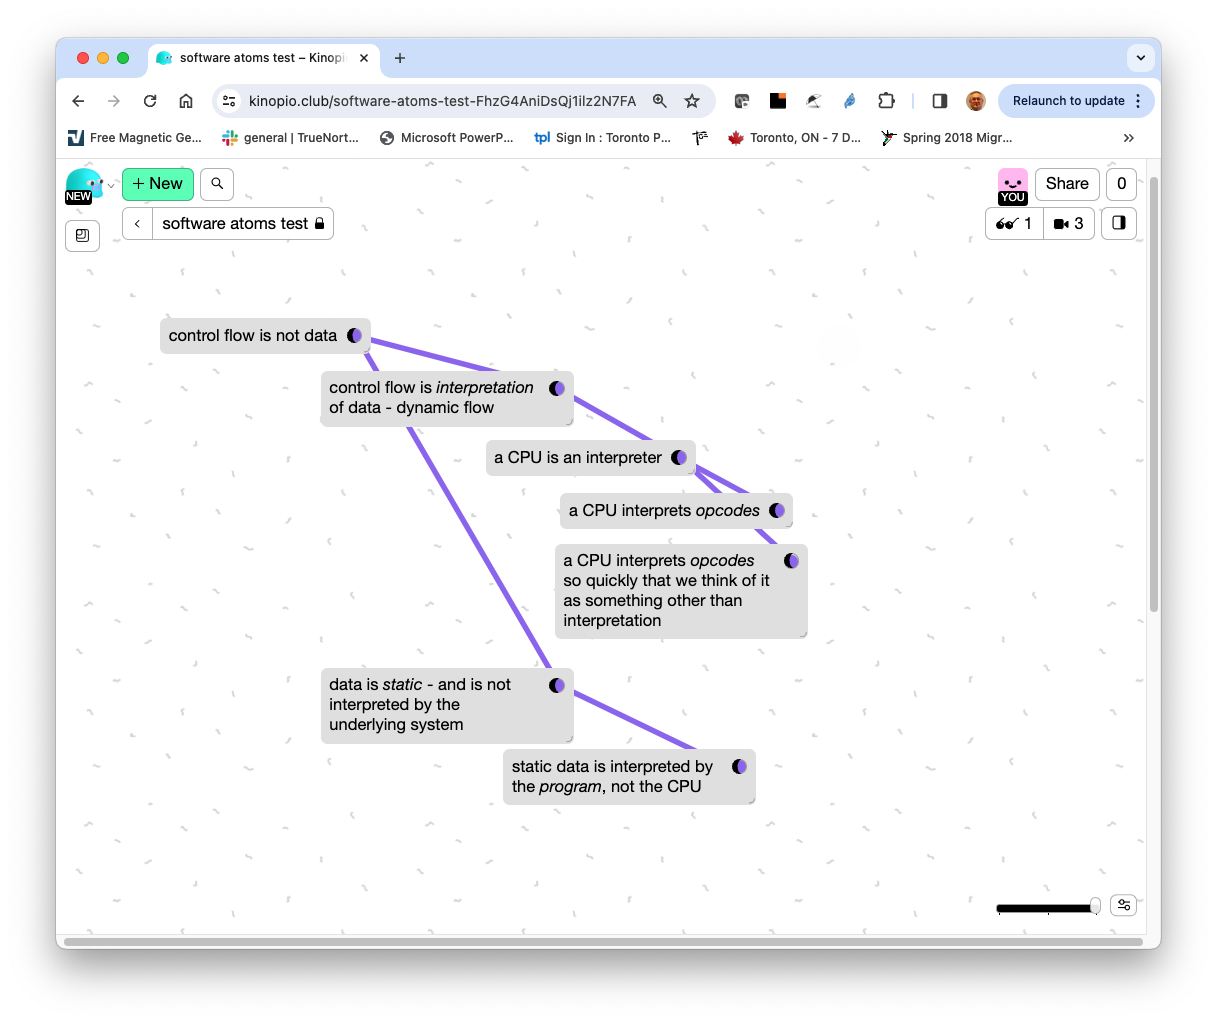 software atoms test – Kinopi
kinopio.club/software-atoms-test-FhzG4AniDsQj1iIz2N7FA
Relaunch to update
Free Magnetic Ge...
general | TrueNort...
Microsoft PowerP...
tpl Sign In : Toronto P...
Toronto, ON - 7 D...
Spring 2018 Migr...
NEW
+ New
YOU
Share
0
software atoms test
1
3
control flow is not data
control flow is interpretation
of data - dynamic flow
a CPU is an interpreter
a CPU interprets opcodes
a CPU interprets opcodes
so quickly that we think of it
as something other than
interpretation
data is static - and is not
interpreted by the
underlying system
static data is interpreted by
the program, not the CPU